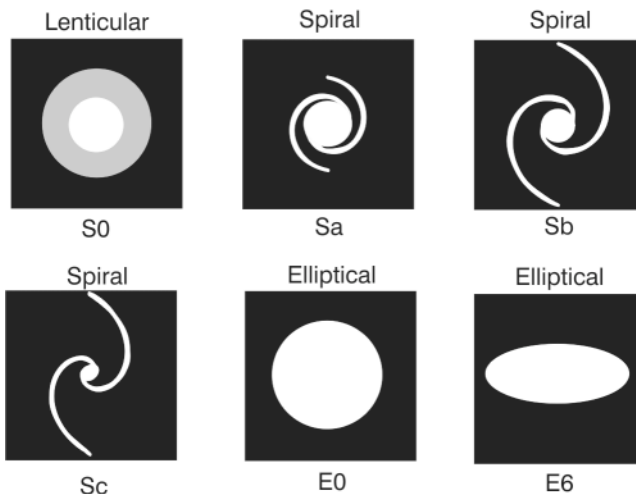 Lenticular
Spiral
Spiral
S0
Sa
Sb
Spiral
Elliptical
Elliptical
Sc
E0
E6